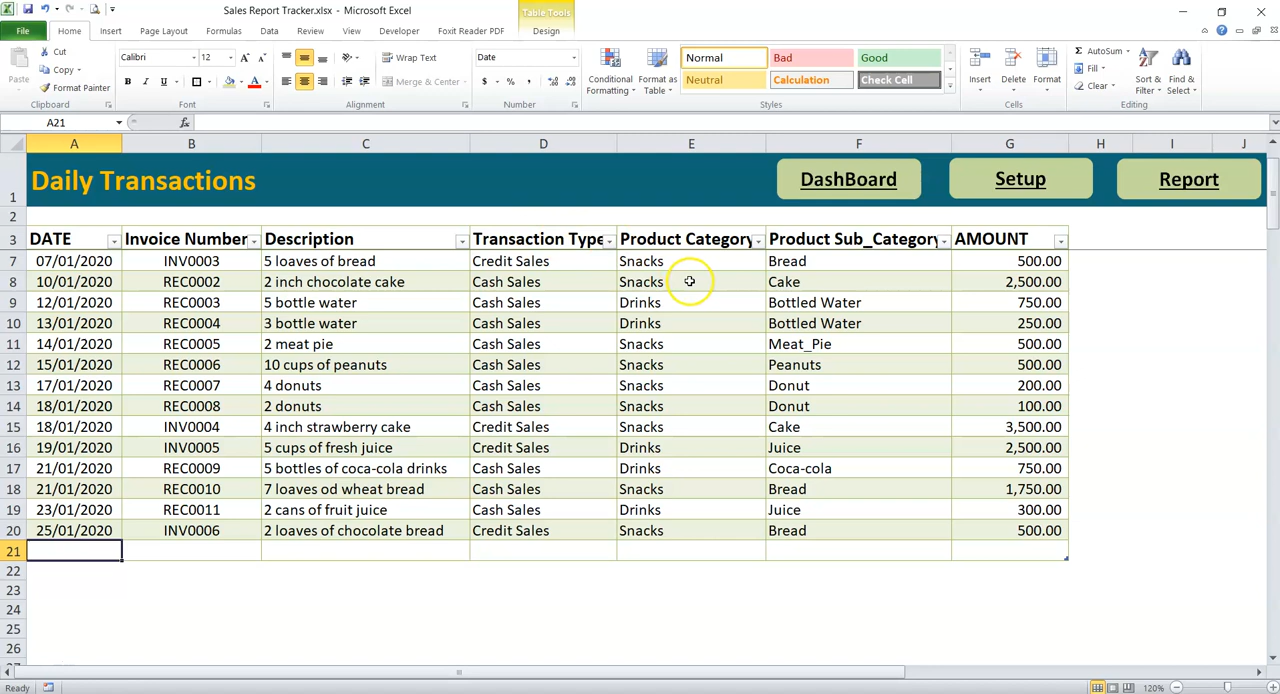 Sales Report Tracker.xlsx - Microsoft Excel
Table Tools
File Home Insert Page Layout Formulas Data Review View Developer Foxit Reader PDF Design
Paste
Cut
Copy
Format Painter
Clipboard
Calibri 12
B I U
Font
Wrap Text
Merge & Center
Alignment
Date
$ % ,
Number
Conditional Formatting
Format as Table
Normal Bad Good
Neutral Calculation Check Cell
Styles
Insert Delete Format
Cells
AutoSum
Fill
Clear
Sort & Filter
Find & Select
Editing
A21 fx
A B C D E F G H I J
1 Daily Transactions DashBoard Setup Report
2
3 DATE Invoice Number Description Transaction Type Product Category Product Sub_Category AMOUNT
7 07/01/2020 INV0003 5 loaves of bread Credit Sales Snacks Bread 500.00
8 10/01/2020 REC0002 2 inch chocolate cake Cash Sales Snacks Cake 2,500.00
9 12/01/2020 REC0003 5 bottle water Cash Sales Drinks Bottled Water 750.00
10 13/01/2020 REC0004 3 bottle water Cash Sales Drinks Bottled Water 250.00
11 14/01/2020 REC0005 2 meat pie Cash Sales Snacks Meat_Pie 500.00
12 15/01/2020 REC0006 10 cups of peanuts Cash Sales Snacks Peanuts 500.00
13 17/01/2020 REC0007 4 donuts Cash Sales Snacks Donut 200.00
14 18/01/2020 REC0008 2 donuts Cash Sales Snacks Donut 100.00
15 18/01/2020 INV0004 4 inch strawberry cake Credit Sales Snacks Cake 3,500.00
16 19/01/2020 INV0005 5 cups of fresh juice Credit Sales Drinks Juice 2,500.00
17 21/01/2020 REC0009 5 bottles of coca-cola drinks Cash Sales Drinks Coca-cola 750.00
18 21/01/2020 REC0010 7 loaves od wheat bread Cash Sales Snacks Bread 1,750.00
19 23/01/2020 REC0011 2 cans of fruit juice Cash Sales Drinks Juice 300.00
20 25/01/2020 INV0006 2 loaves of chocolate bread Credit Sales Snacks Bread 500.00
21
22
23
24
25
26
Ready 120%